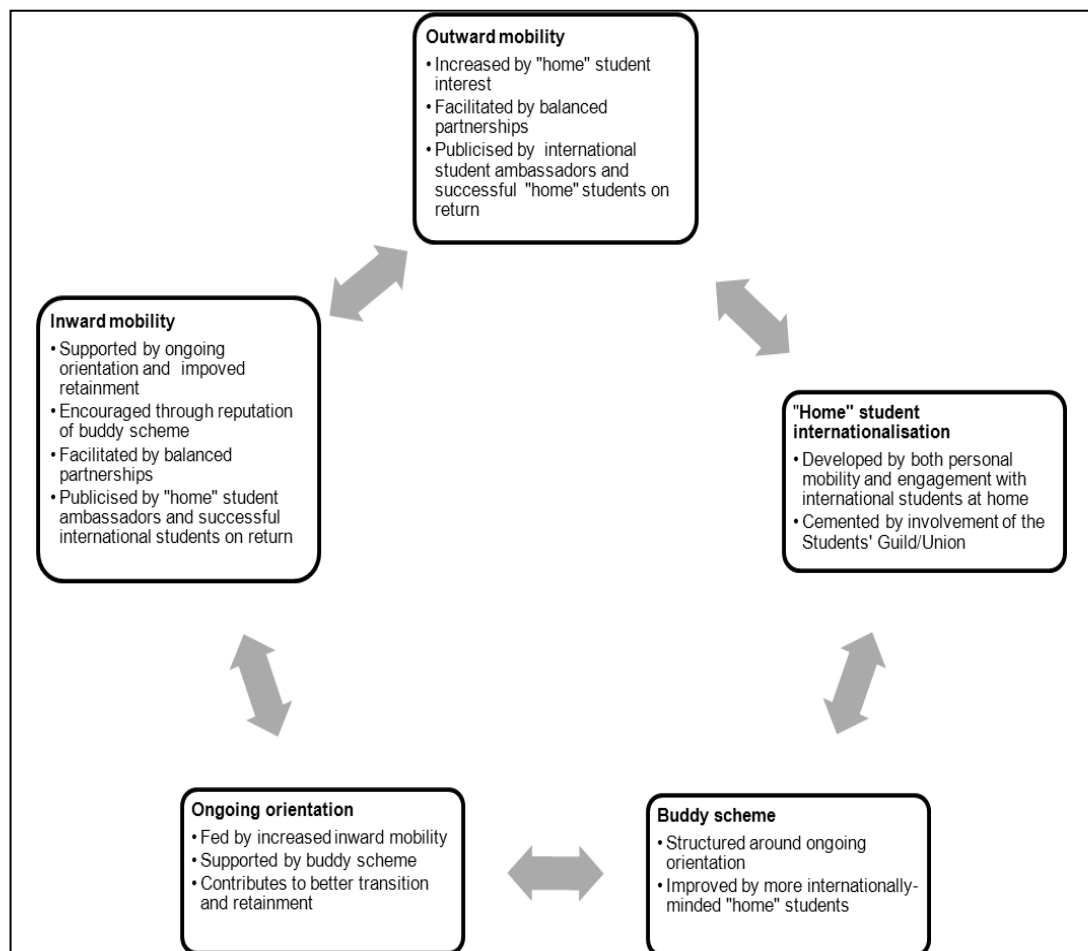 Outward mobility
• Increased by "home" student
interest
• Facilitated by balanced
partnerships
• Publicised by international
student ambassadors and
successful "home" students on
return
Inward mobility
• Supported by ongoing
orientation and impoved
retainment
• Encouraged through reputation
of buddy scheme
• Facilitated by balanced
partnerships
• Publicised by "home" student
ambassadors and successful
international students on return
"Home" student
internationalisation
• Developed by both personal
mobility and engagement with
international students at home
• Cemented by involvement of the
Students' Guild/Union
Ongoing orientation
• Fed by increased inward mobility
• Supported by buddy scheme
• Contributes to better transition
and retainment
Buddy scheme
• Structured around ongoing
orientation
• Improved by more internationally-
minded "home" students